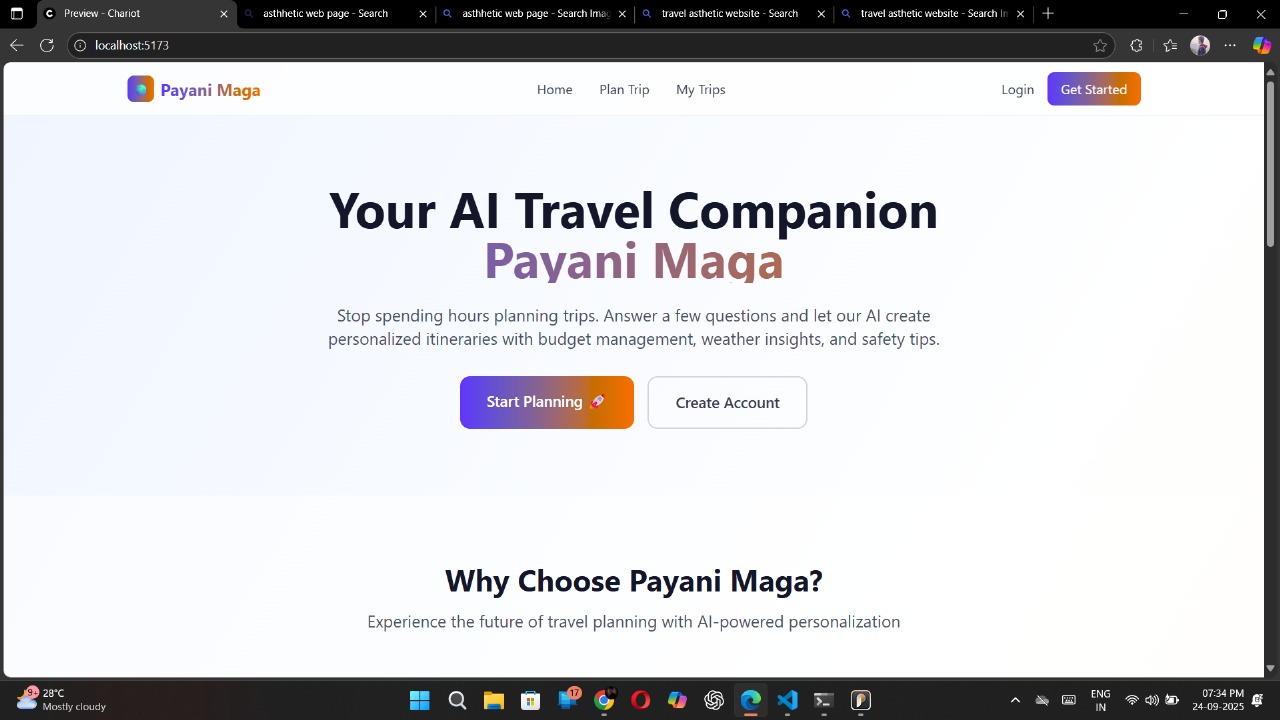 Preview - Chariot
asthhetic web page - Search
asthhetic web page - Search Imag
travel asthetic website - Search
travel asthetic website - Search In
localhost:5173
Payani Maga
Home
Plan Trip
My Trips
Login
Get Started
Your AI Travel Companion
Payani Maga
Stop spending hours planning trips. Answer a few questions and let our AI create
personalized itineraries with budget management, weather insights, and safety tips.
Start Planning 🚀
Create Account
Why Choose Payani Maga?
Experience the future of travel planning with AI-powered personalization
9+
28°C
Mostly cloudy
17
ENG
IN
07:34 PM
24-09-2025